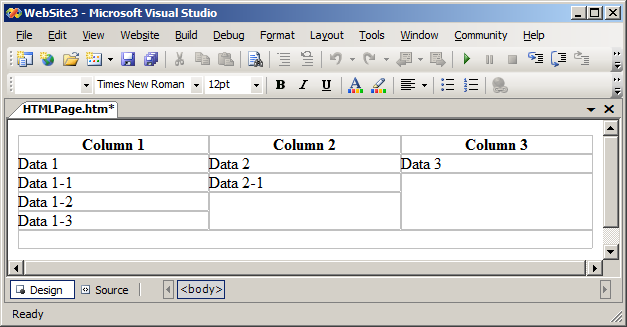 WebSite3 - Microsoft Visual Studio
File Edit View Website Build Debug Format Layout Tools Window Community Help
Times New Roman 12pt B I U A
HTMLPage.htm*
Column 1 Column 2 Column 3
Data 1 Data 2 Data 3
Data 1-1 Data 2-1
Data 1-2
Data 1-3
Design Source <body>
Ready